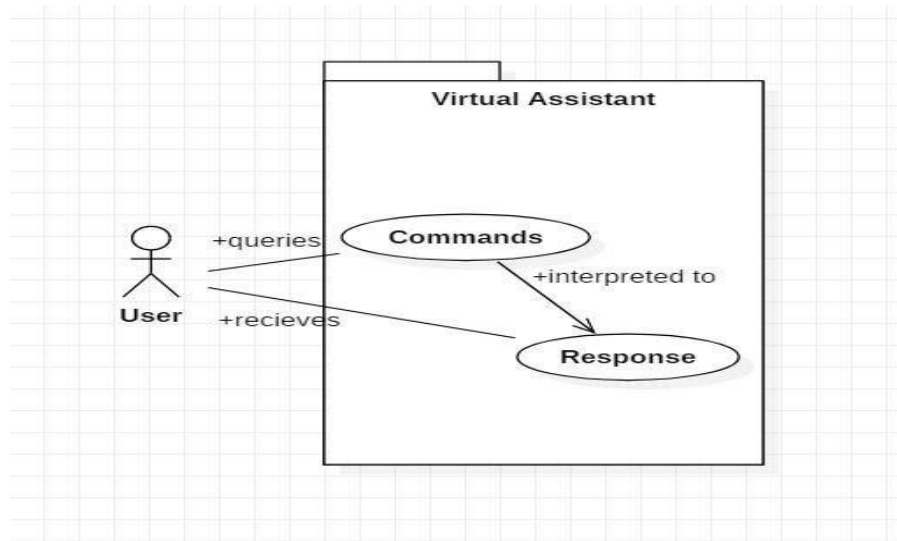 Virtual Assistant
+queries
Commands
+interpreted to
User
+recieves
Response